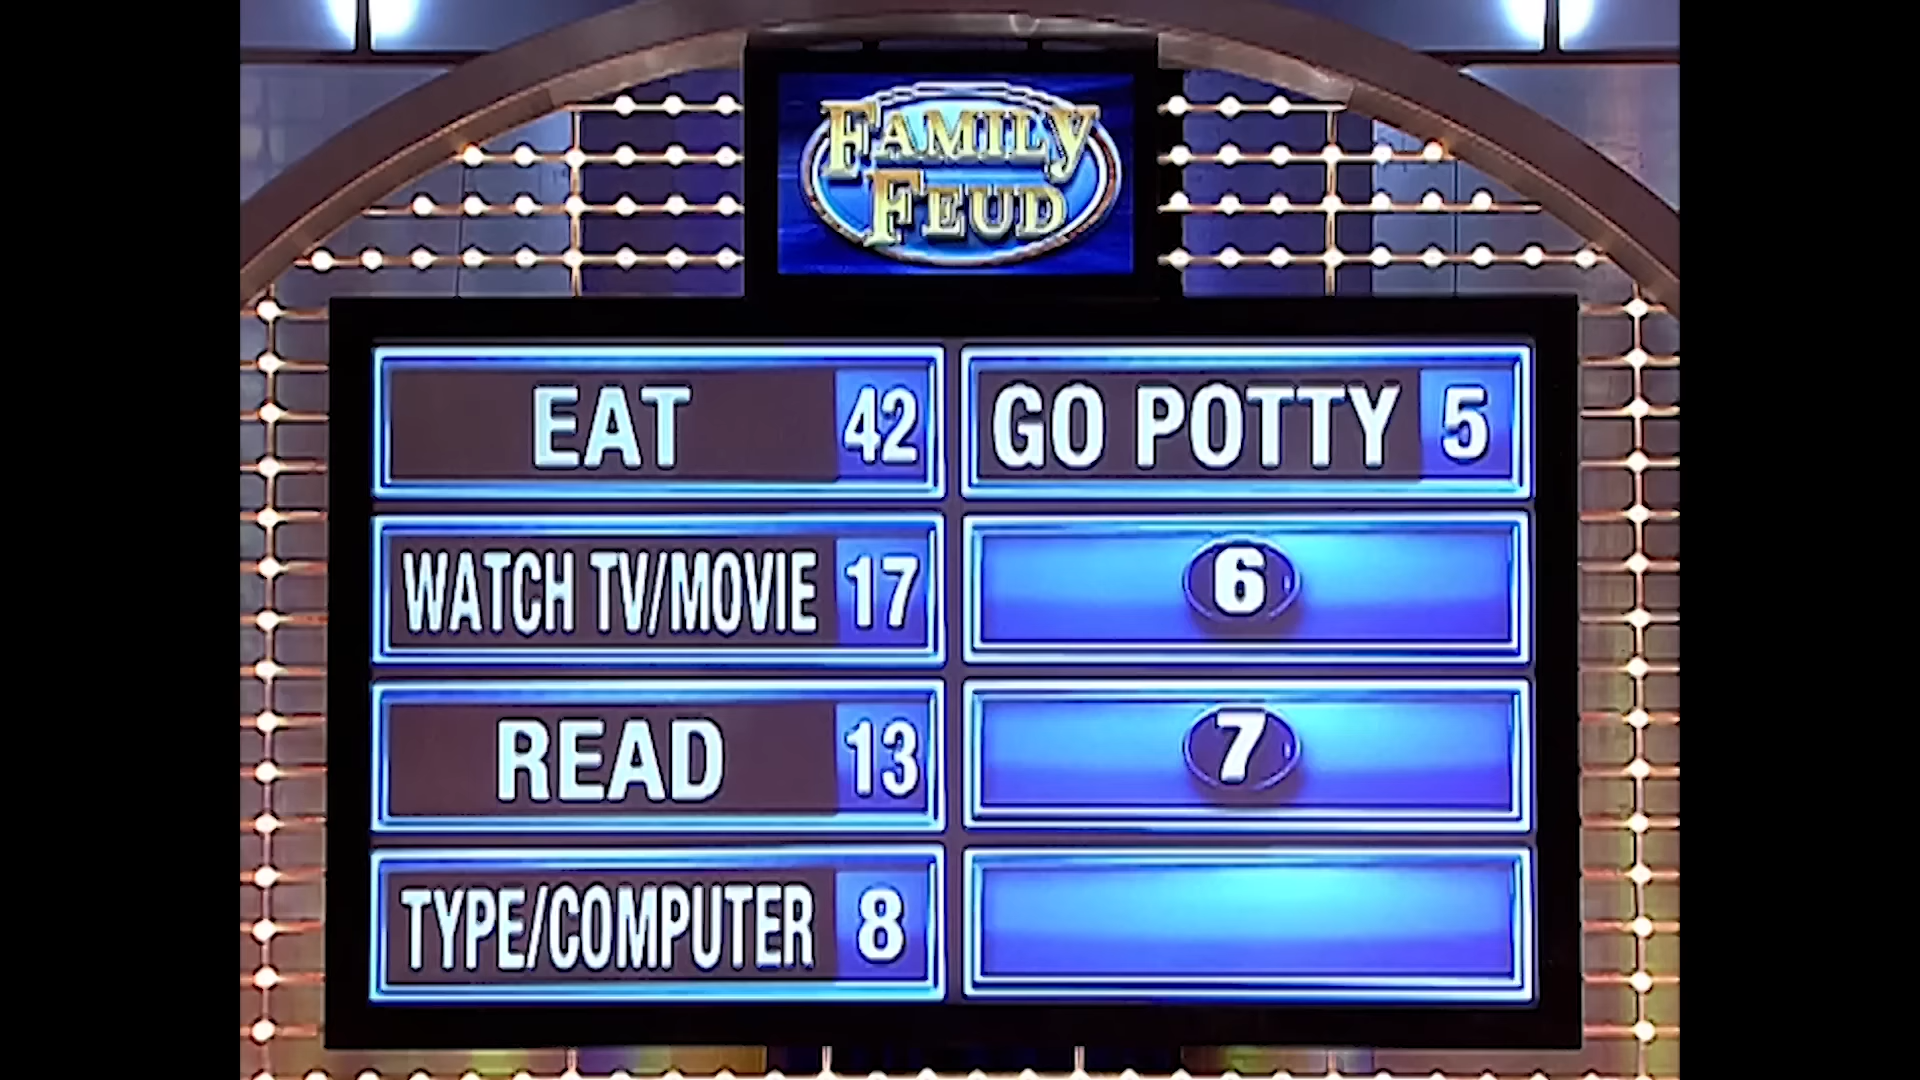 FAMILY
FEUD
EAT 42
WATCH TV/MOVIE 17
READ 13
TYPE/COMPUTER 8
GO POTTY 5
6
7